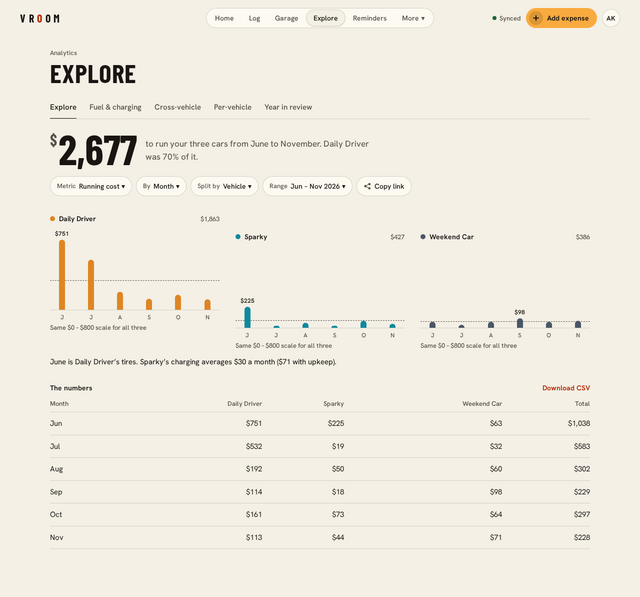 VROOM
Home Log Garage Explore Reminders More ▾
Synced
+ Add expense
AK
Analytics
EXPLORE
Explore Fuel & charging Cross-vehicle Per-vehicle Year in review
$2,677
to run your three cars from June to November. Daily Driver
was 70% of it.
Metric Running cost ▾ By Month ▾ Split by Vehicle ▾ Range Jun – Nov 2026 ▾ Copy link
Daily Driver $1,863
$751
J J A S O N
Same $0 - $800 scale for all three
Sparky $427
$225
J J A S O N
Same $0 - $800 scale for all three
Weekend Car $386
$98
J J A S O N
Same $0 - $800 scale for all three
June is Daily Driver's tires. Sparky's charging averages $30 a month ($71 with upkeep).
The numbers Download CSV
Month Daily Driver Sparky Weekend Car Total
Jun $751 $225 $63 $1,038
Jul $532 $19 $32 $583
Aug $192 $50 $60 $302
Sep $114 $18 $98 $229
Oct $161 $73 $64 $297
Nov $113 $44 $71 $228